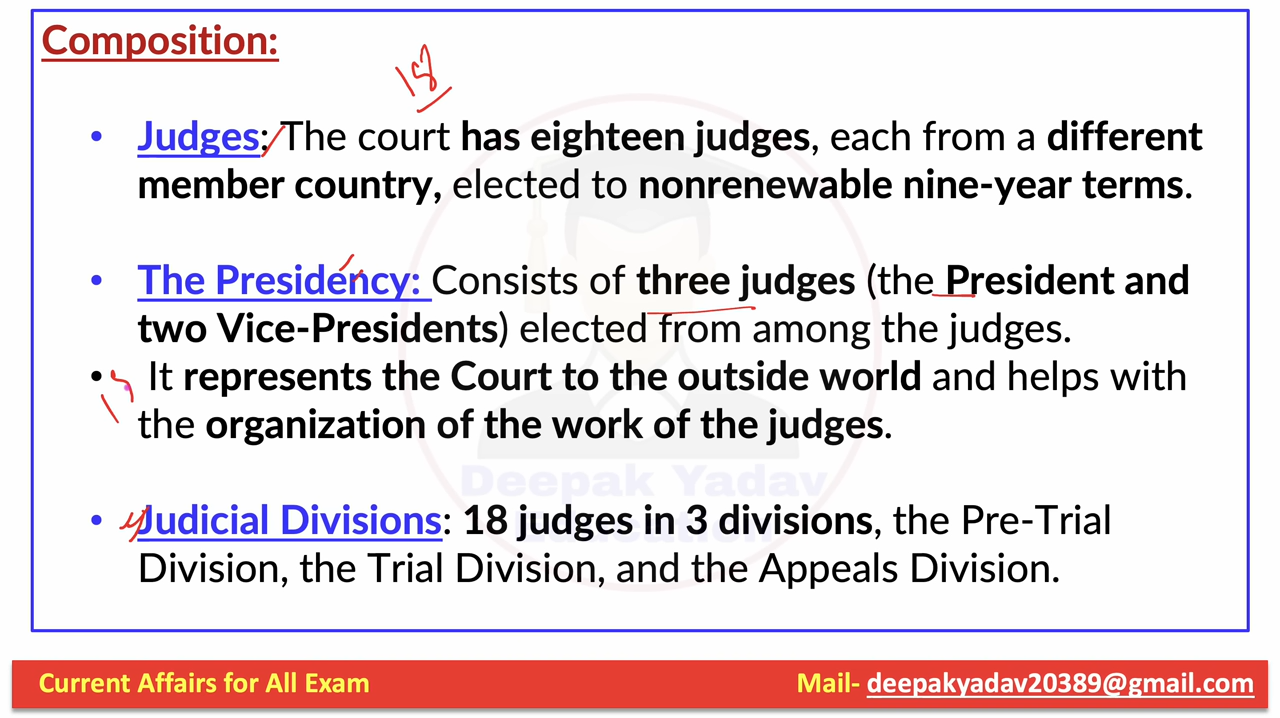 Composition:
18
• Judges: The court has eighteen judges, each from a different
member country, elected to nonrenewable nine-year terms.
• The Presidency: Consists of three judges (the President and
two Vice-Presidents) elected from among the judges.
• It represents the Court to the outside world and helps with
the organization of the work of the judges.
• Judicial Divisions: 18 judges in 3 divisions, the Pre-Trial
Division, the Trial Division, and the Appeals Division.
Deepak Yadav
Education
Current Affairs for All Exam
Mail- deepakyadav20389@gmail.com